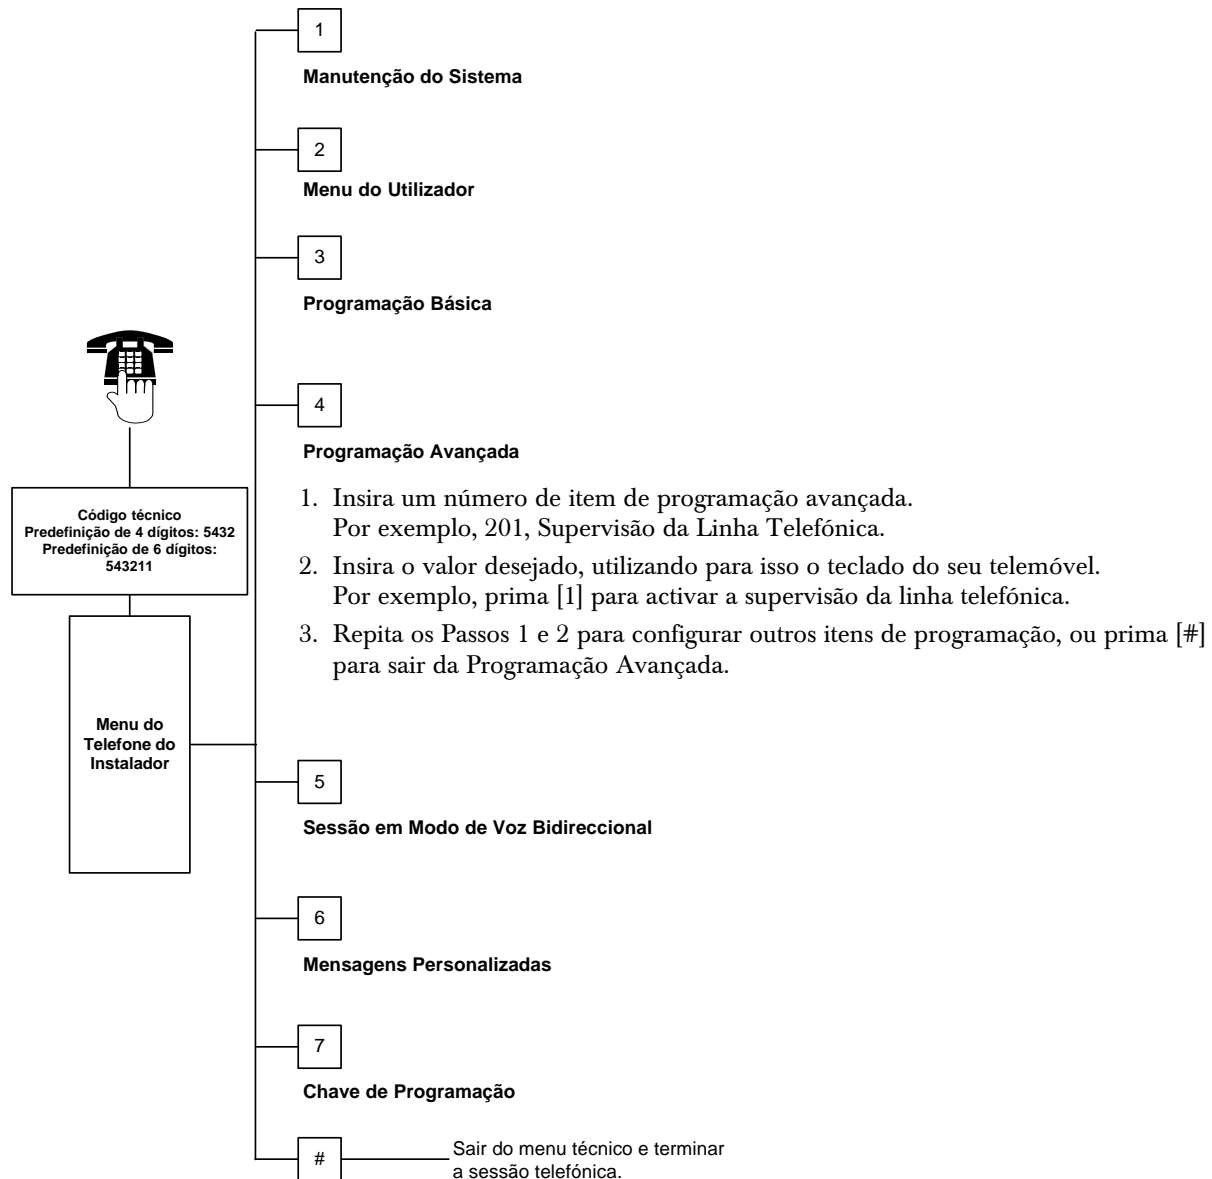 1
Manutenção do Sistema
2
Menu do Utilizador
3
Programação Básica
4
Programação Avançada
1. Insira um número de item de programação avançada.
Por exemplo, 201, Supervisão da Linha Telefónica.
2. Insira o valor desejado, utilizando para isso o teclado do seu telemóvel.
Por exemplo, prima [1] para activar a supervisão da linha telefónica.
3. Repita os Passos 1 e 2 para configurar outros itens de programação, ou prima [#]
para sair da Programação Avançada.
Código técnico
Predefinição de 4 dígitos: 5432
Predefinição de 6 dígitos:
543211
Menu do
Telefone do
Instalador
5
Sessão em Modo de Voz Bidireccional
6
Mensagens Personalizadas
7
Chave de Programação
#
Sair do menu técnico e terminar
a sessão telefónica.